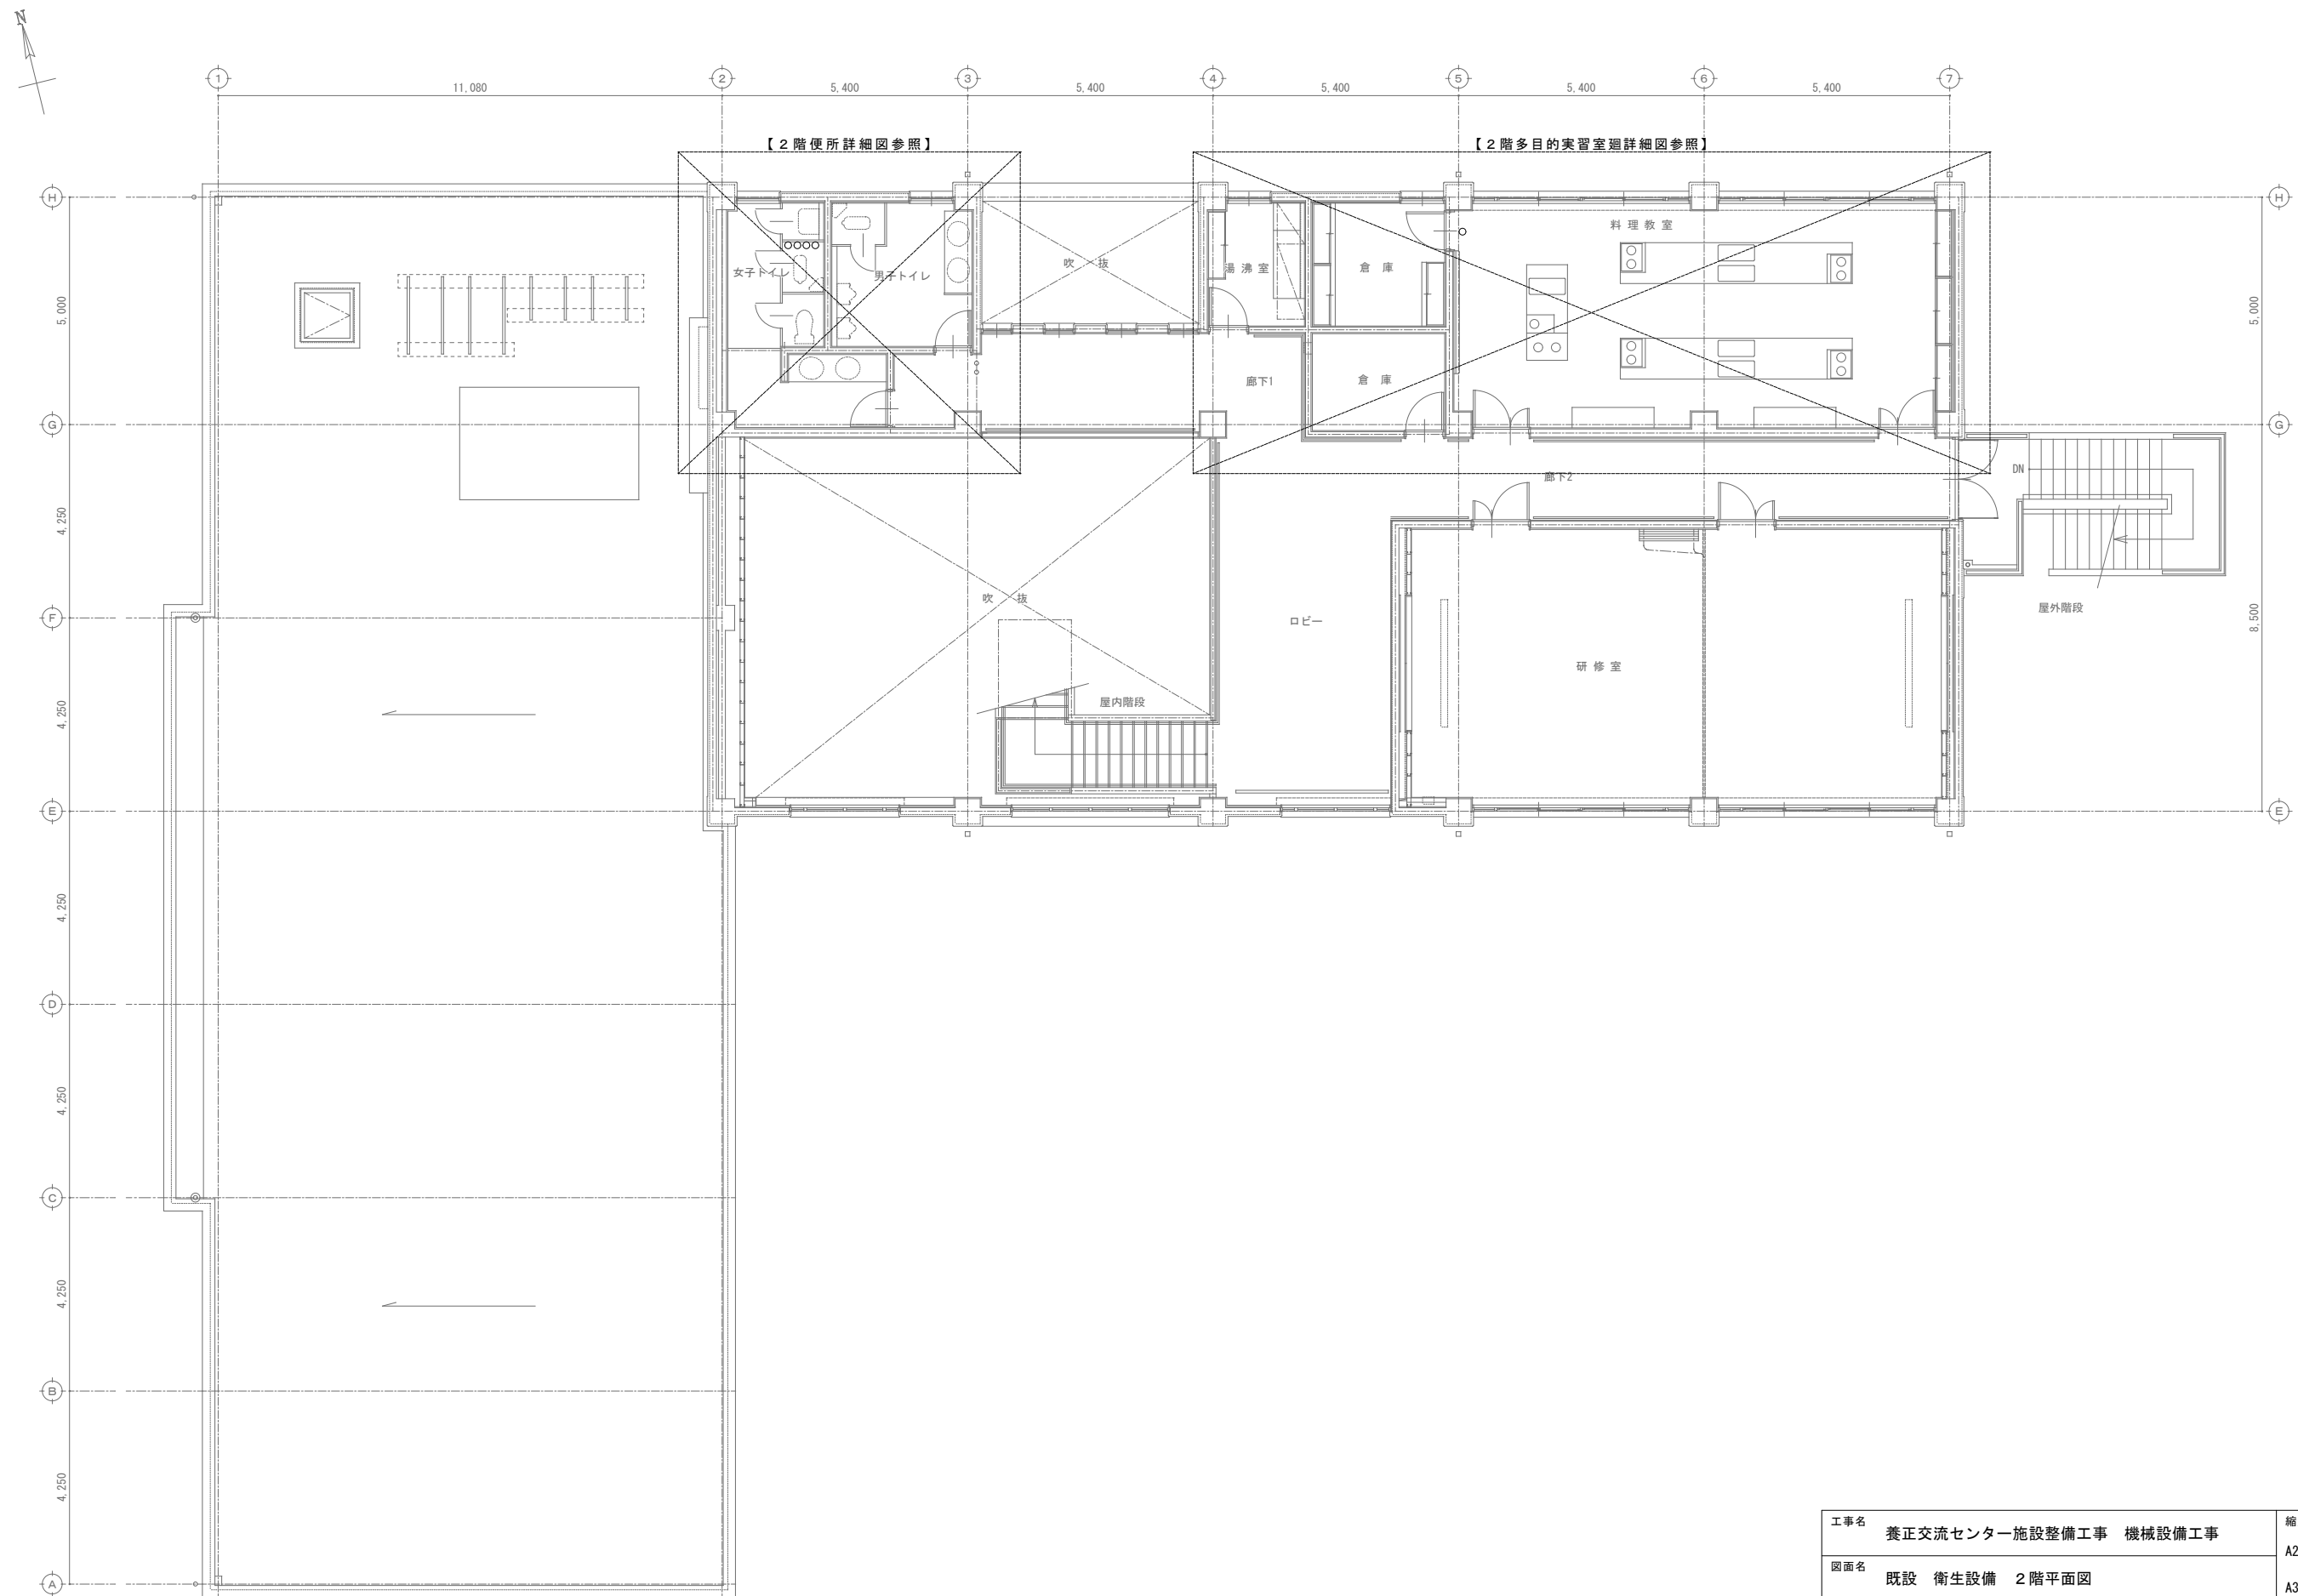 N
1 2 3 4 5 6 7
11,080 5,400 5,400 5,400 5,400 5,400
【2階便所詳細図参照】 【2階多目的実習室廻詳細図参照】
H H
料理教室
吹 抜
湯沸室
倉 庫
女子トイレ
男子トイレ
5,000
5,000
廊下1
倉 庫
G G
DN
廊下2
4,250
吹 抜
屋外階段
F
ロビー
8,500
研修室
屋内階段
4,250
E E
4,250
D
4,250
C
4,250
B
4,250
A
工事名
養正交流センター施設整備工事 機械設備工事
縮
A2
図面名
既設 衛生設備 2階平面図
A3